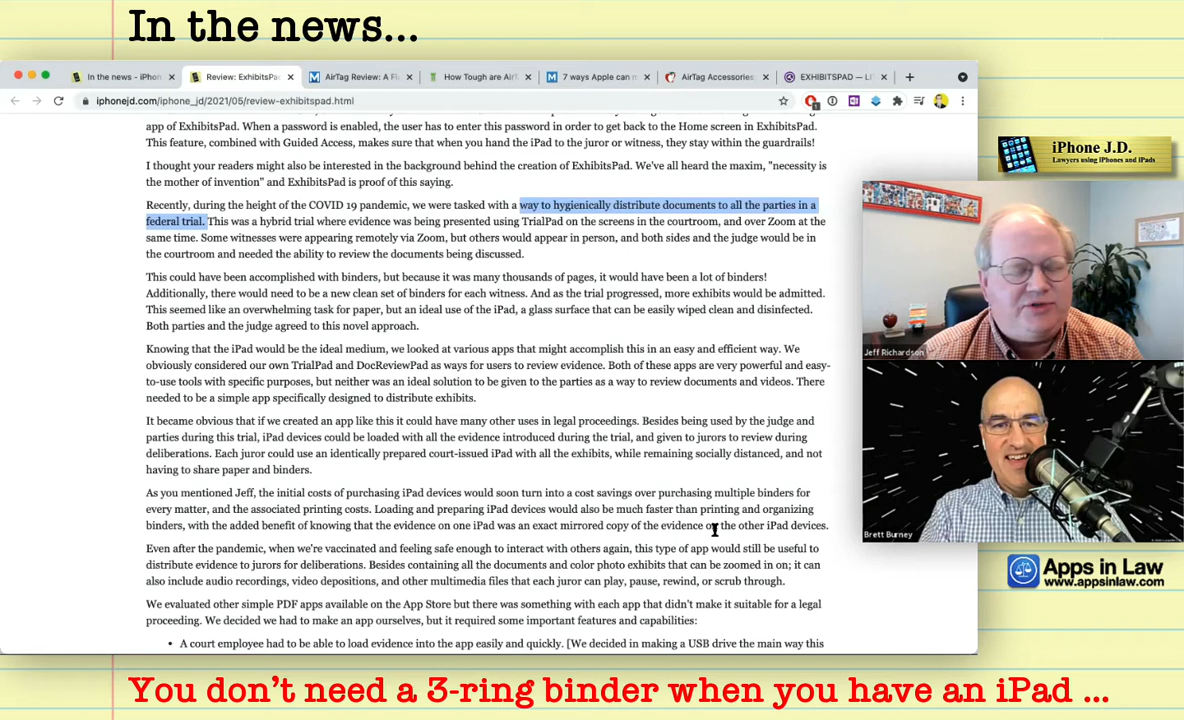 In the news...
In the news - iPhon
Review: ExhibitsPa
AirTag Review: A Fl
How Tough are AirT
7 ways Apple can m
AirTag Accessories
EXHIBITSPAD — LI
iphonejd.com/iphone_jd/2021/05/review-exhibitspad.html
app of ExhibitsPad. When a password is enabled, the user has to enter this password in order to get back to the Home screen in ExhibitsPad.
This feature, combined with Guided Access, makes sure that when you hand the iPad to the juror or witness, they stay within the guardrails!
I thought your readers might also be interested in the background behind the creation of ExhibitsPad. We've all heard the maxim, "necessity is
the mother of invention" and ExhibitsPad is proof of this saying.
Recently, during the height of the COVID 19 pandemic, we were tasked with a way to hygienically distribute documents to all the parties in a
federal trial. This was a hybrid trial where evidence was being presented using TrialPad on the screens in the courtroom, and over Zoom at the
same time. Some witnesses were appearing remotely via Zoom, but others would appear in person, and both sides and the judge would be in
the courtroom and needed the ability to review the documents being discussed.
This could have been accomplished with binders, but because it was many thousands of pages, it would have been a lot of binders!
Additionally, there would need to be a new clean set of binders for each witness. And as the trial progressed, more exhibits would be admitted.
This seemed like an overwhelming task for paper, but an ideal use of the iPad, a glass surface that can be easily wiped clean and disinfected.
Both parties and the judge agreed to this novel approach.
Knowing that the iPad would be the ideal medium, we looked at various apps that might accomplish this in an easy and efficient way. We
obviously considered our own TrialPad and DocReviewPad as ways for users to review evidence. Both of these apps are very powerful and easy-
to-use tools with specific purposes, but neither was an ideal solution to be given to the parties as a way to review documents and videos. There
needed to be a simple app specifically designed to distribute exhibits.
It became obvious that if we created an app like this it could have many other uses in legal proceedings. Besides being used by the judge and
parties during this trial, iPad devices could be loaded with all the evidence introduced during the trial, and given to jurors to review during
deliberations. Each juror could use an identically prepared court-issued iPad with all the exhibits, while remaining socially distanced, and not
having to share paper and binders.
As you mentioned Jeff, the initial costs of purchasing iPad devices would soon turn into a cost savings over purchasing multiple binders for
every matter, and the associated printing costs. Loading and preparing iPad devices would also be much faster than printing and organizing
binders, with the added benefit of knowing that the evidence on one iPad was an exact mirrored copy of the evidence on the other iPad devices.
Even after the pandemic, when we're vaccinated and feeling safe enough to interact with others again, this type of app would still be useful to
distribute evidence to jurors for deliberations. Besides containing all the documents and color photo exhibits that can be zoomed in on; it can
also include audio recordings, video depositions, and other multimedia files that each juror can play, pause, rewind, or scrub through.
We evaluated other simple PDF apps available on the App Store but there was something with each app that didn't make it suitable for a legal
proceeding. We decided we had to make an app ourselves, but it required some important features and capabilities:
• A court employee had to be able to load evidence into the app easily and quickly. [We decided in making a USB drive the main way this
iPhone J.D.
Lawyers using iPhones and iPads
Jeff Richardson
Brett Burney
Apps in Law
www.appsinlaw.com
You don't need a 3-ring binder when you have an iPad ...